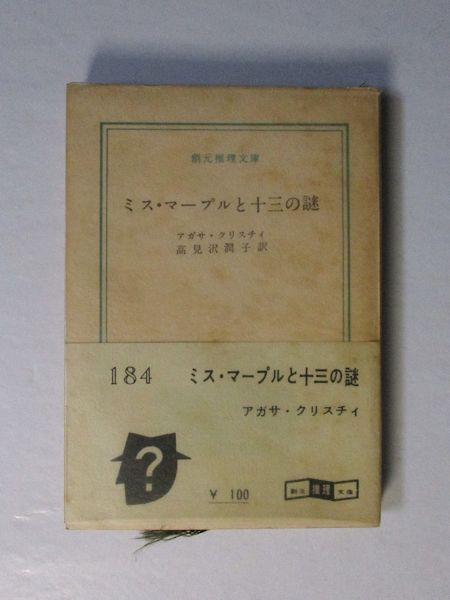 創元推理文庫
ミス・マープルと十三の謎
アガサ・クリスチィ
高見沢潤子訳
184
ミス・マープルと十三の謎
アガサ・クリスチィ
?
￥ 100
創元 推理 文庫